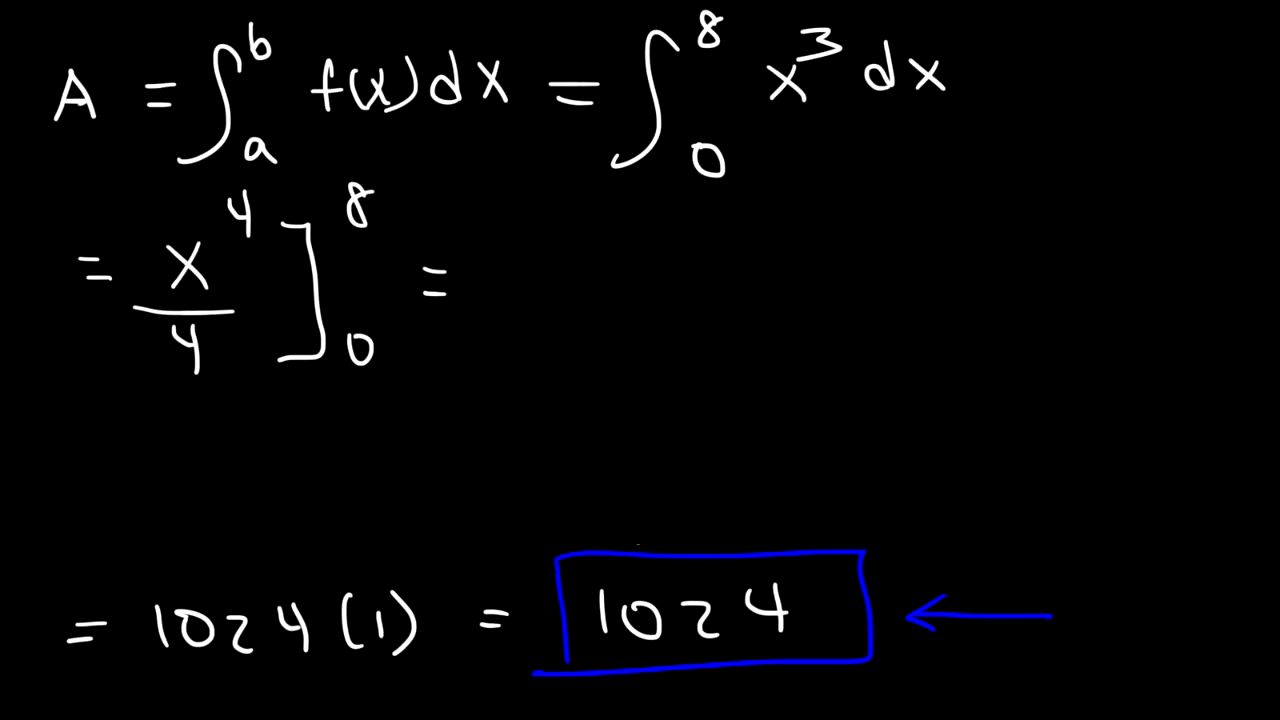 A = ∫_a^b f(x)dx = ∫_0^8 x^3 dx
= x^4/4 ]_0^8 =
= 1024(1) = 1024